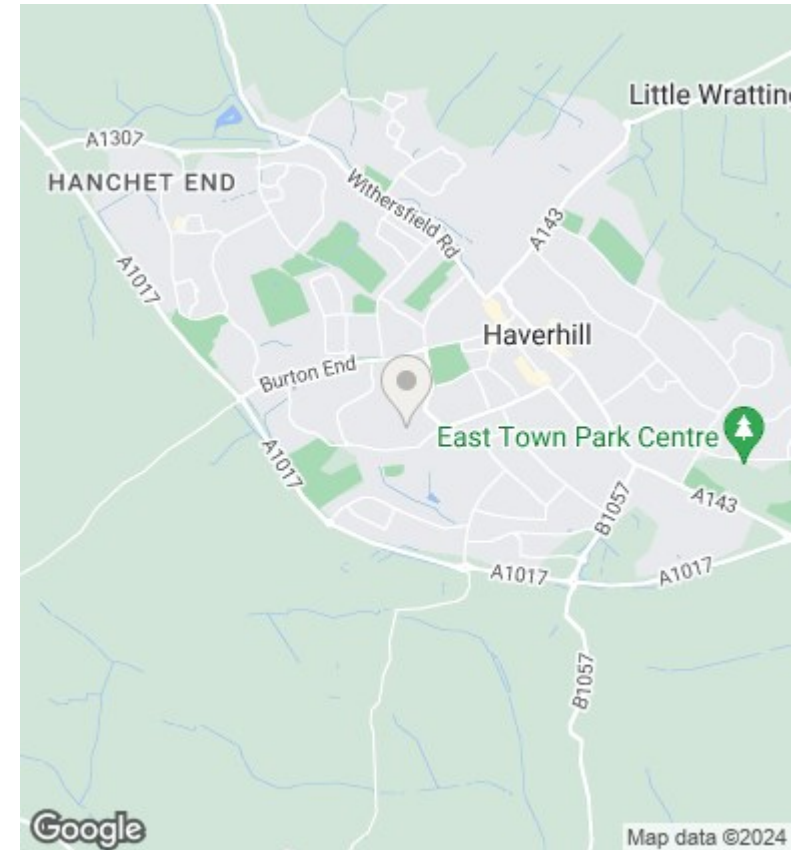 Little Wratting
A1307
HANCHET END
Withersfield Rd
A143
A1017
Haverhill
Burton End
East Town Park Centre
A1017
A143
B1057
A1017
A1017
B1057
Google
Map data ©2024